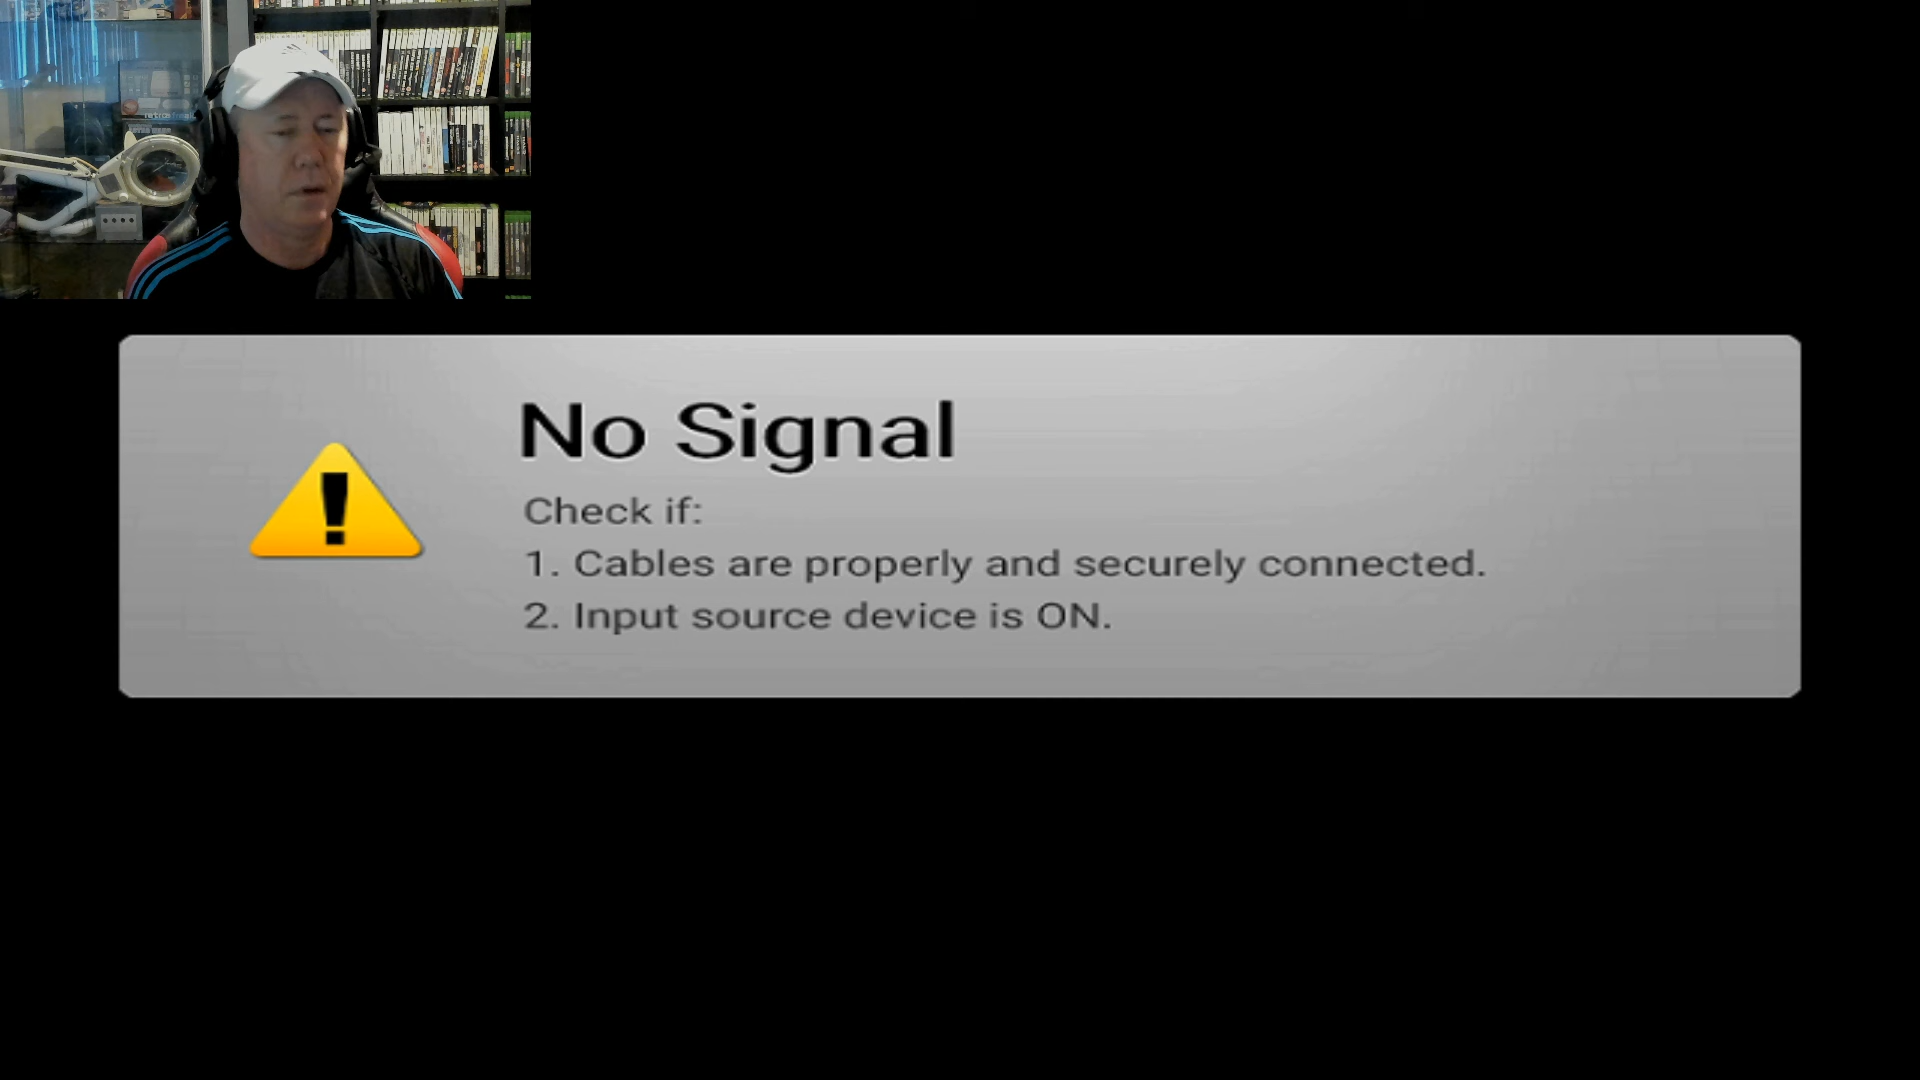 No Signal
Check if:
1. Cables are properly and securely connected.
2. Input source device is ON.